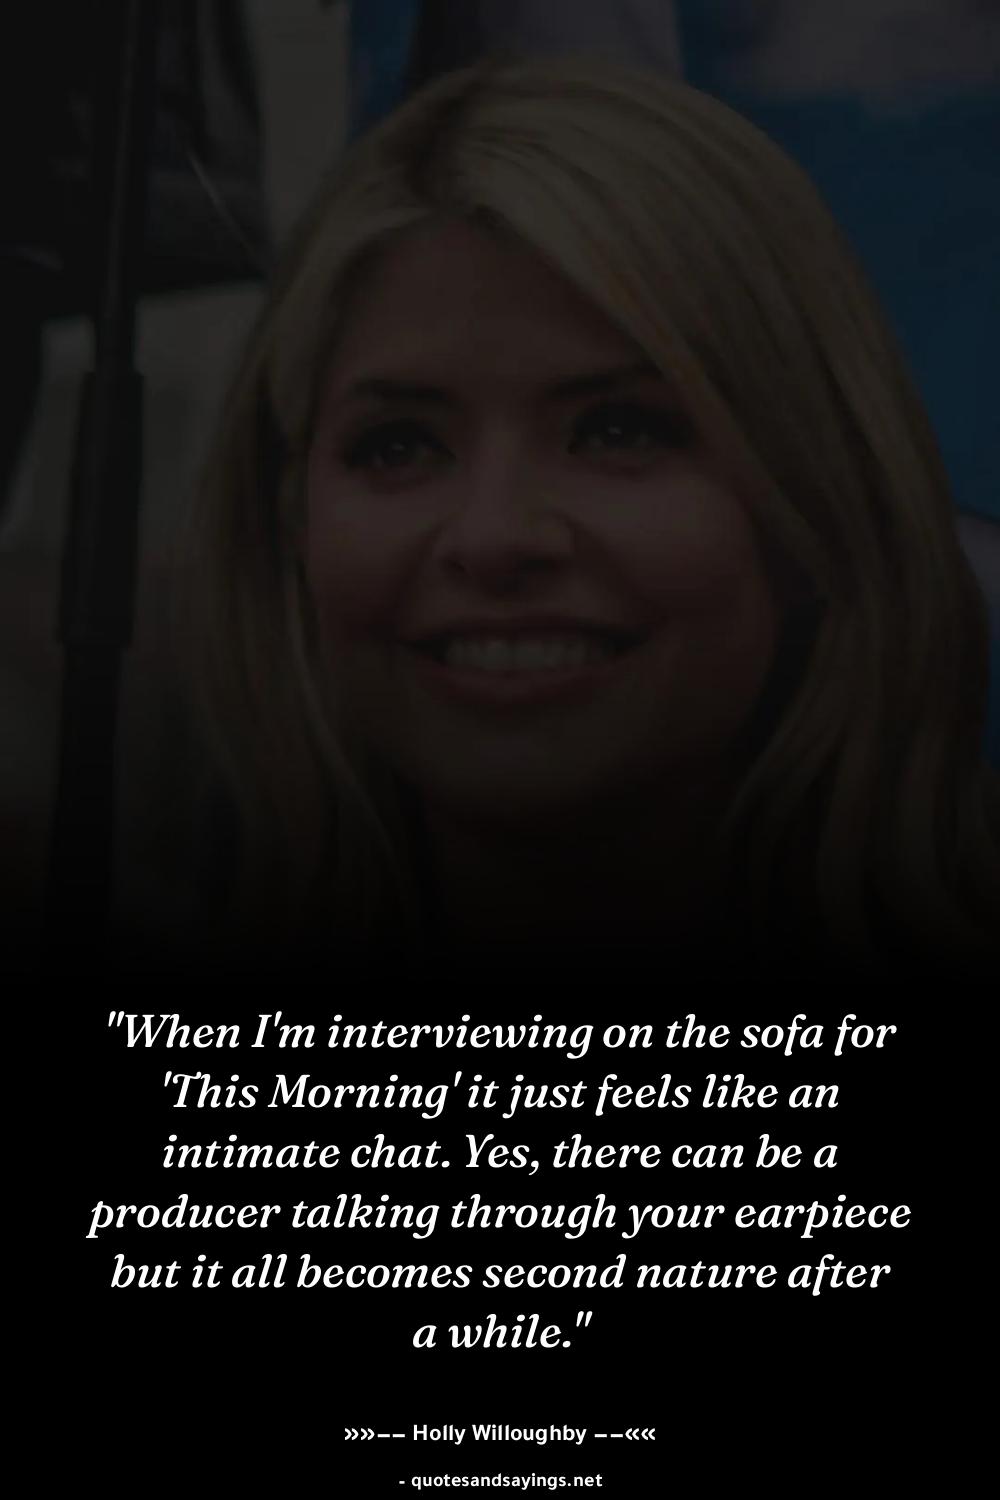 "When I'm interviewing on the sofa for
'This Morning' it just feels like an
intimate chat. Yes, there can be a
producer talking through your earpiece
but it all becomes second nature after
a while."
»»−− Holly Willoughby −−««
- quotesandsayings.net